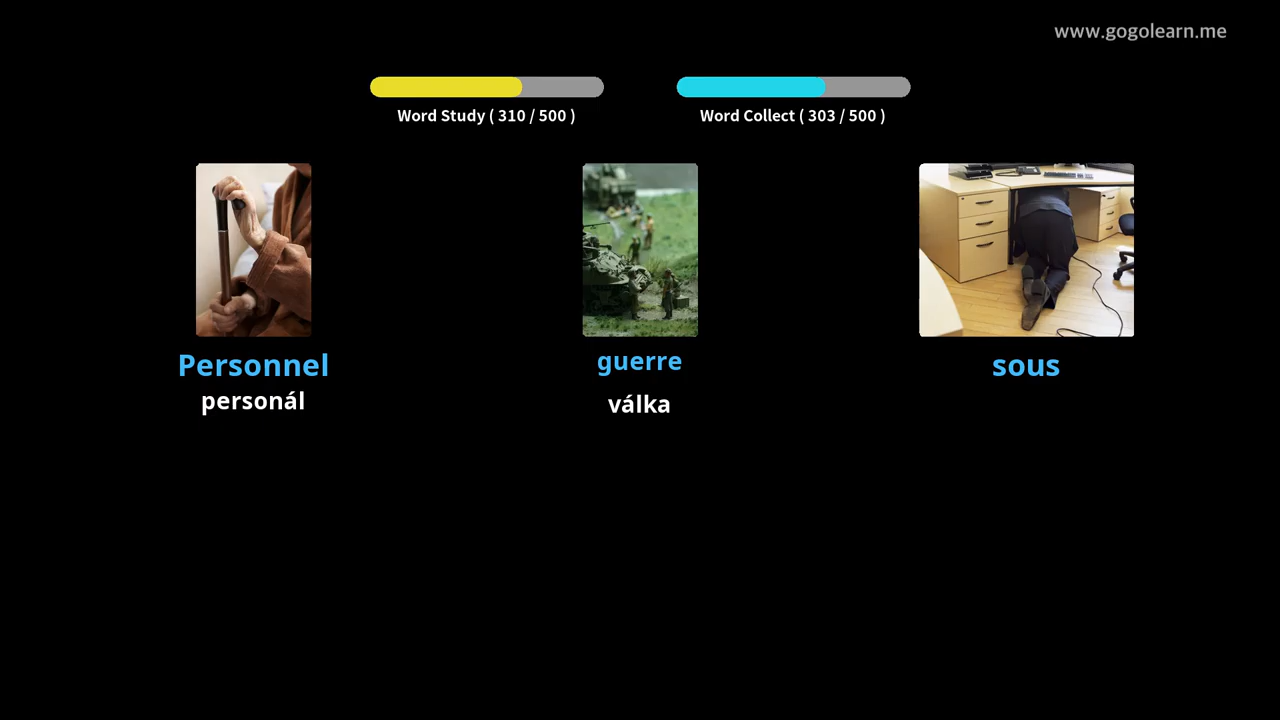 www.gogolearn.me
Word Study ( 310 / 500 )
Word Collect ( 303 / 500 )
Personnel
personál
guerre
válka
sous